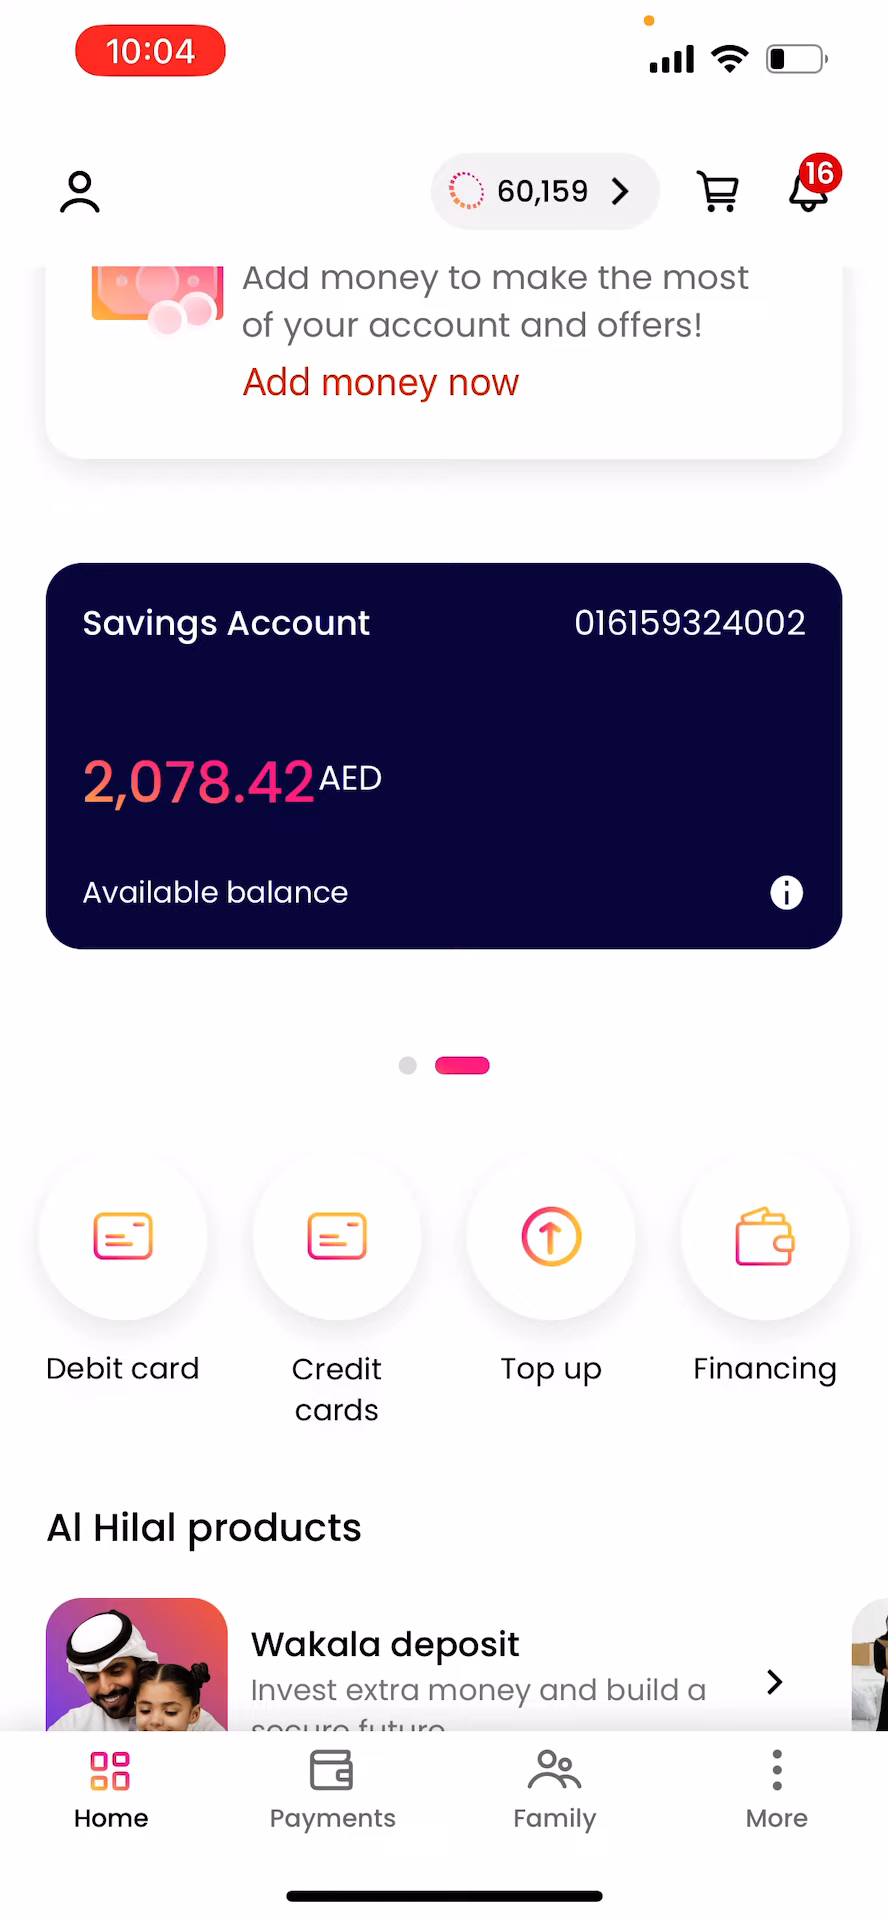 10:04
60,159
16
Add money to make the most
of your account and offers!
Add money now
Savings Account
016159324002
2,078.42 AED
Available balance
Debit card
Credit
cards
Top up
Financing
Al Hilal products
Wakala deposit
Invest extra money and build a
secure future
Home
Payments
Family
More